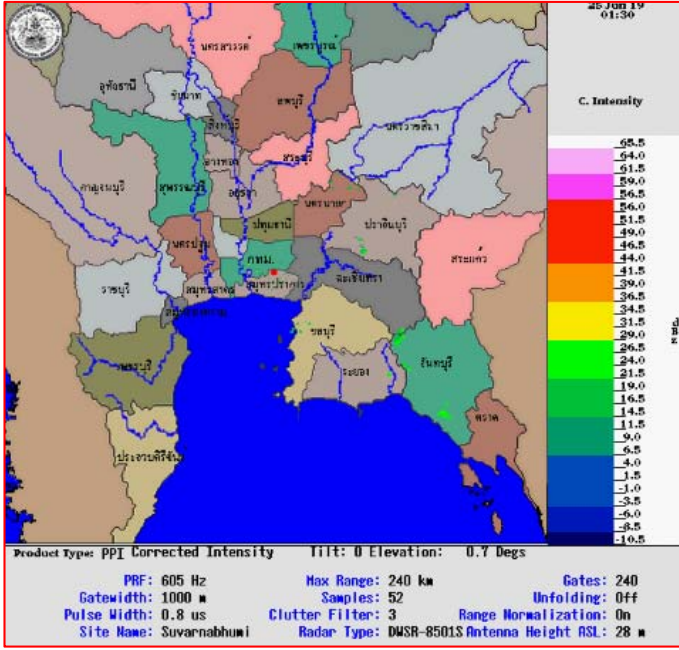 25 Jun 19
01:30
C. Intensity
นครสวรรค์
เพชรบูรณ์
อุทัยธานี
ชัยนาท
ลพบุรี
สิงห์บุรี
นครราชสีมา
อ่างทอง
สระบุรี
กาญจนบุรี
สุพรรณบุรี
อยุธยา
นครนายก
ปราจีนบุรี
ปทุมธานี
นครปฐม
สระแก้ว
กทม.
ราชบุรี
สมุทรสาคร
สมุทรปราการ
ฉะเชิงเทรา
ชลบุรี
เพชรบุรี
ระยอง
จันทบุรี
ตราด
ประจวบคีรีขันธ์
65.5
64.0
61.5
59.0
56.5
54.0
51.5
49.0
46.5
44.0
41.5
39.0
36.5
34.0
31.5
29.0
26.5
24.0
21.5
19.0
16.5
14.0
11.5
9.0
6.5
4.0
1.5
-1.0
-3.5
-6.0
-8.5
-10.5
Product Type: PPI Corrected Intensity Tilt: 0 Elevation: 0.7 Degs
PRF: 605 Hz Max Range: 240 km Gates: 240
Gatewidth: 1000 m Samples: 52 Unfolding: Off
Pulse Width: 0.8 us Clutter Filter: 3 Range Normalization: On
Site Name: Suvarnabhumi Radar Type: DWSR-8501S Antenna Height ASL: 28 m